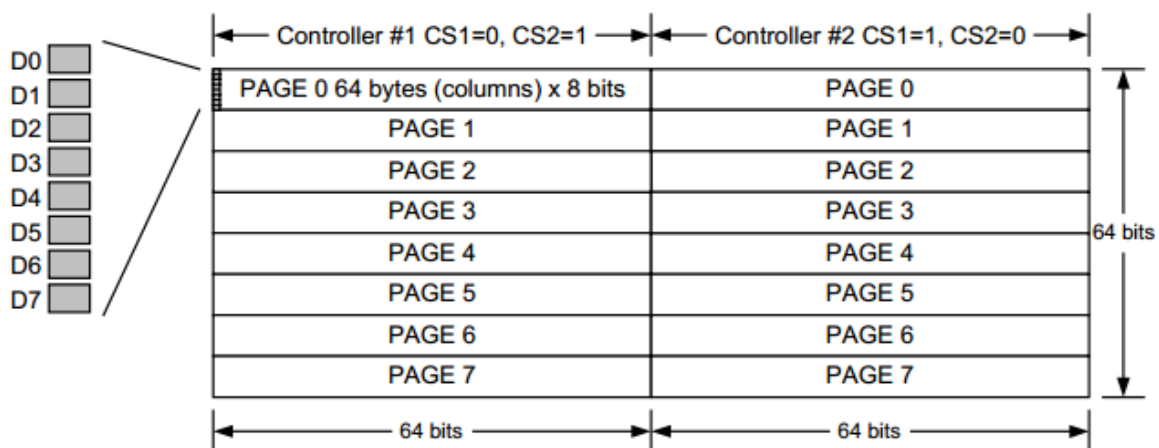 Controller #1 CS1=0, CS2=1 Controller #2 CS1=1, CS2=0
D0
D1
D2
D3
D4
D5
D6
D7
PAGE 0 64 bytes (columns) x 8 bits PAGE 0
PAGE 1 PAGE 1
PAGE 2 PAGE 2
PAGE 3 PAGE 3
PAGE 4 PAGE 4
PAGE 5 PAGE 5
PAGE 6 PAGE 6
PAGE 7 PAGE 7
64 bits
64 bits 64 bits